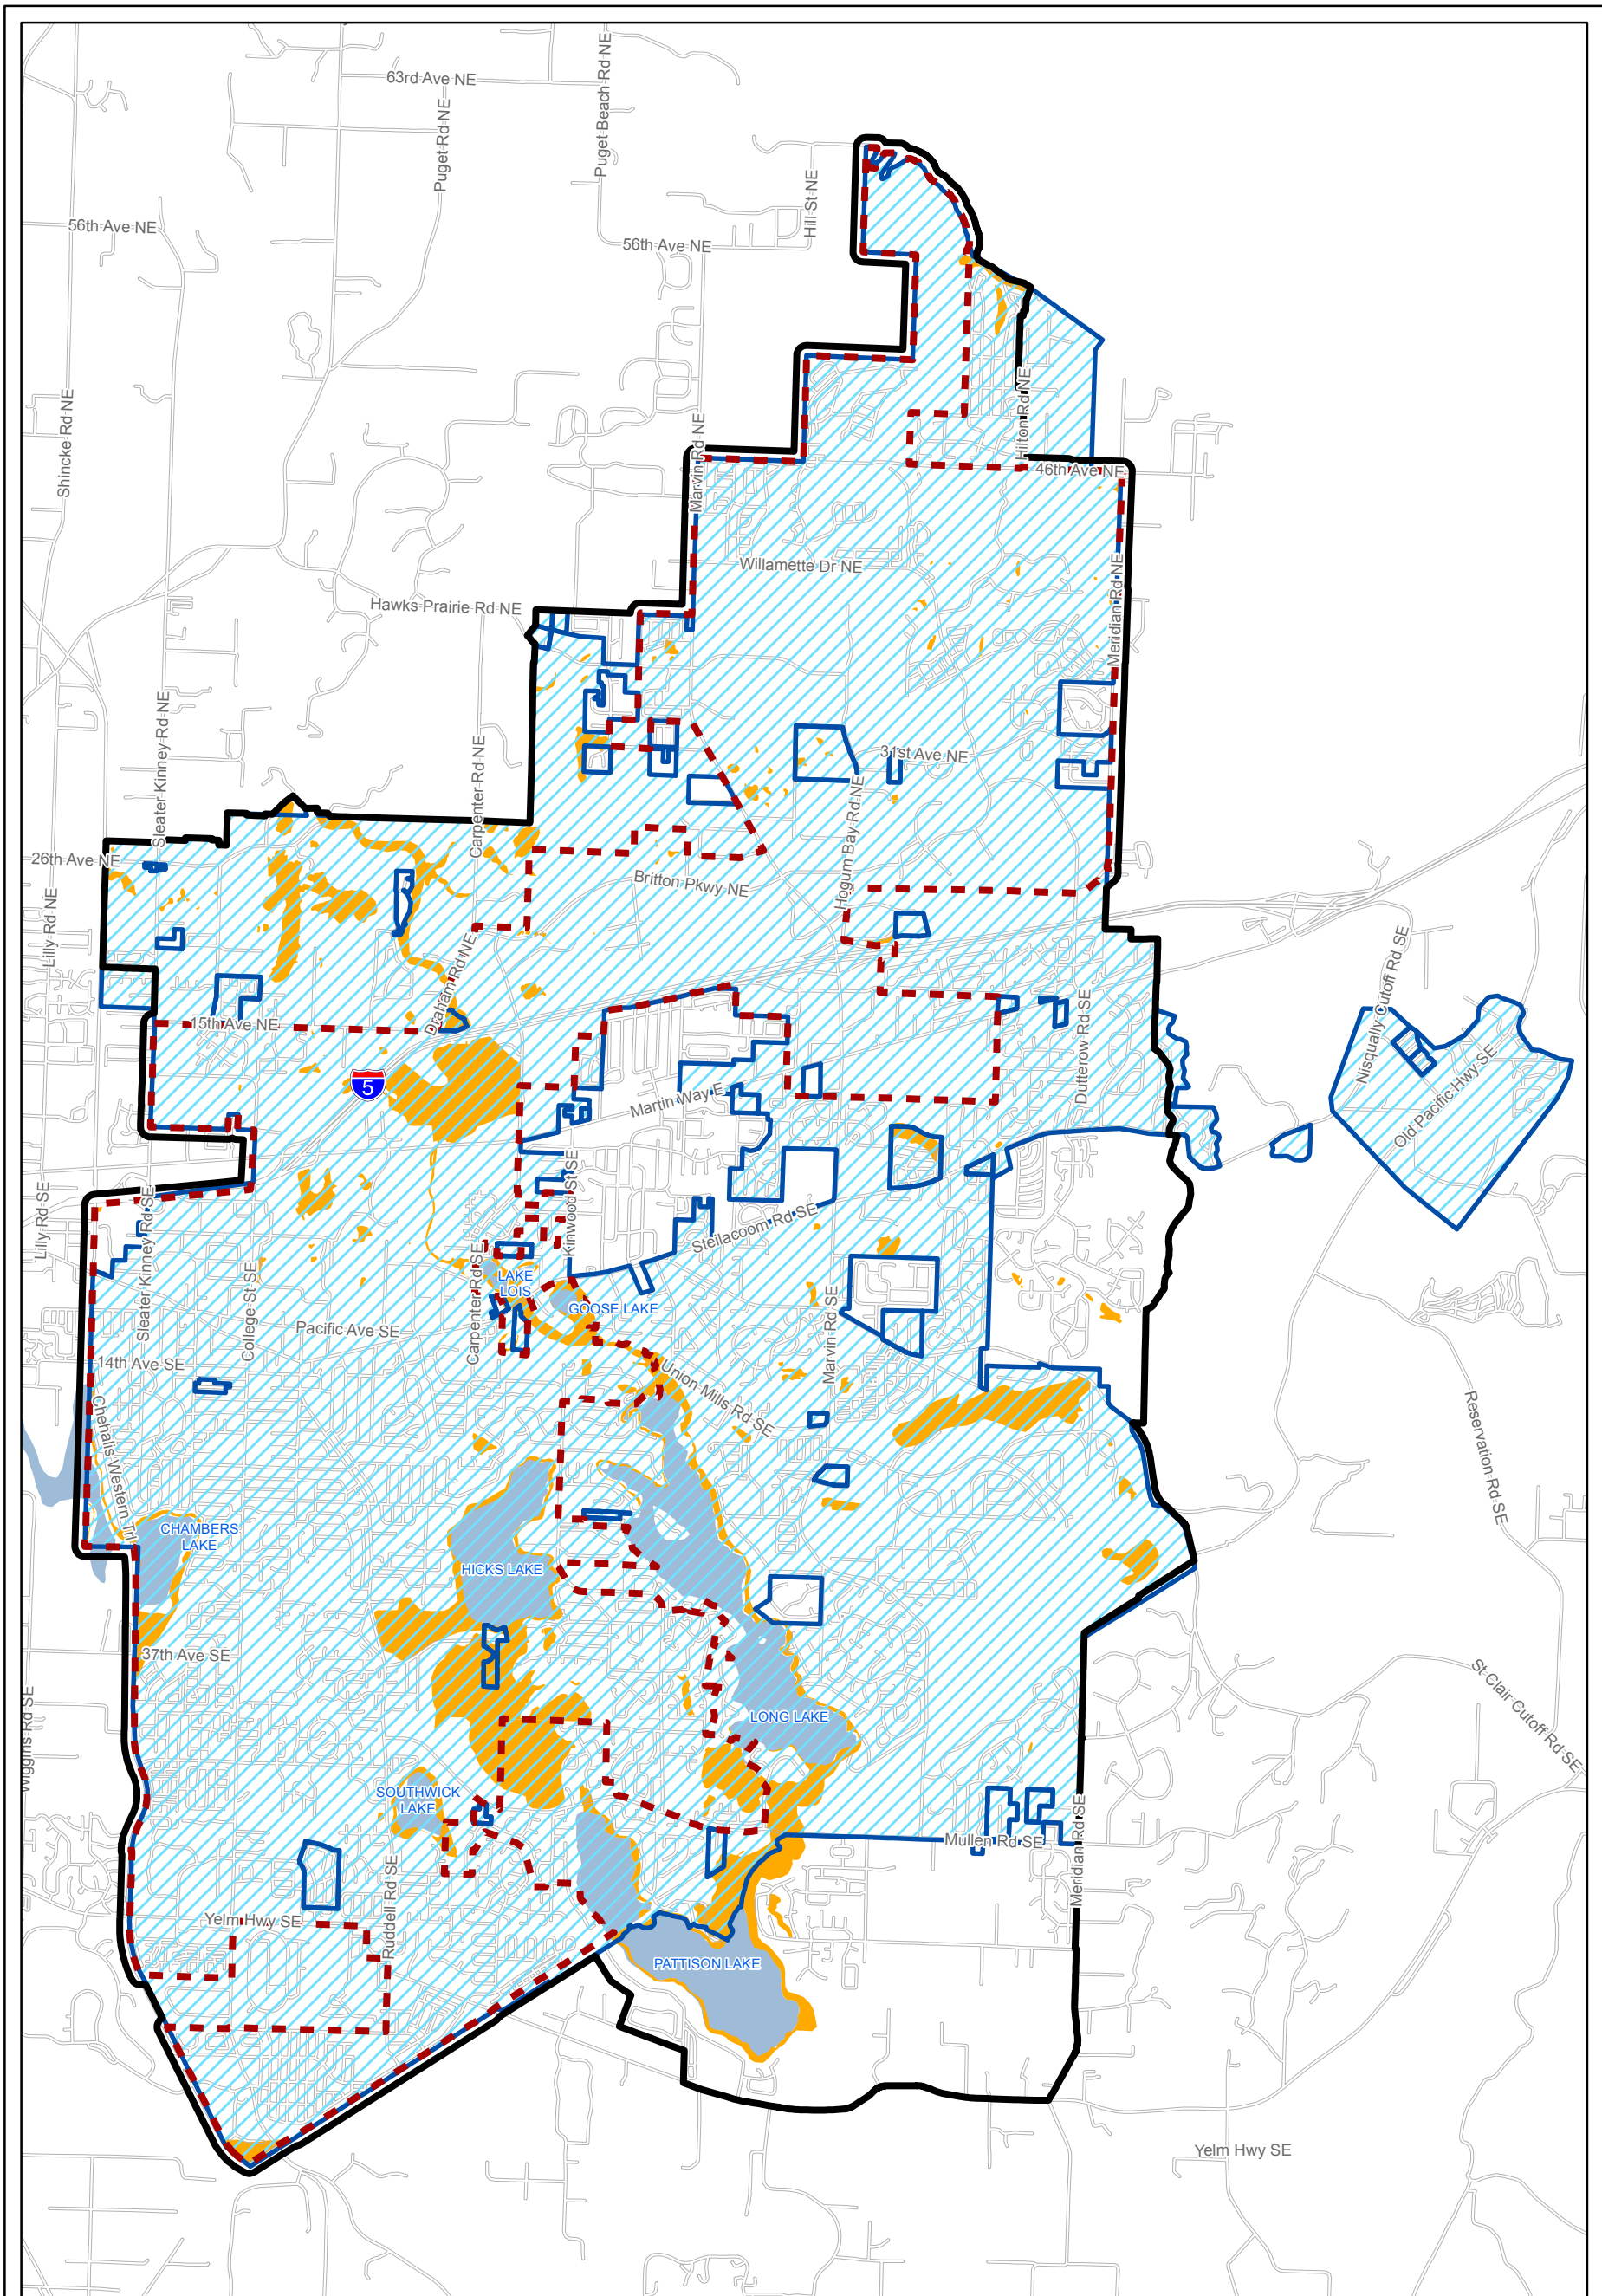 63rd Ave NE
Puget Rd NE
Puget Beach Rd NE
Hill St NE
56th Ave NE
56th Ave NE
Shincke Rd NE
Marvin Rd NE
Hilton Rd NE
46th Ave NE
Willamette Dr NE
Hawks Prairie Rd NE
Meridian Rd NE
Sleater Kinney Rd NE
Carpenter Rd NE
31st Ave NE
Hogum Bay Rd NE
26th Ave NE
Britton Pkwy NE
Lilly Rd NE
Draham Rd NE
Nisqually Cutoff Rd SE
15th Ave NE
Dutterow Rd SE
5
Martin Way E
Old Pacific Hwy SE
Kinwood St SE
Lilly Rd SE
Sleater Kinney Rd SE
Steilacoom Rd SE
College St SE
Carpenter Rd SE
LAKE
LOIS
GOOSE LAKE
Pacific Ave SE
Marvin Rd SE
14th Ave SE
Union Mills Rd SE
Chehalis Western Trl
Reservation Rd SE
CHAMBERS
LAKE
HICKS LAKE
37th Ave SE
Wiggins Rd SE
LONG LAKE
St Clair Cutoff Rd SE
SOUTHWICK
LAKE
Mullen Rd SE
Meridian Rd SE
Ruddell Rd SE
Yelm Hwy SE
PATTISON LAKE
Yelm Hwy SE